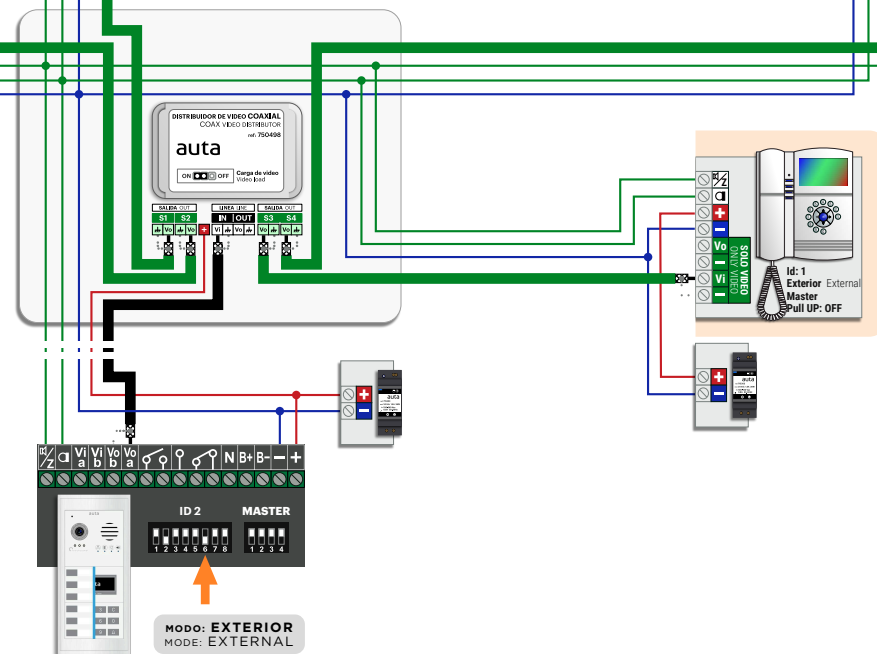 DISTRIBUIDOR DE VIDEO COAXIAL
COAX VIDEO DISTRIBUTOR
ref: 750498
auta
ON OFF
Carga de video
Video load
SALIDA OUT
LINEA LINE
SALIDA OUT
S1 S2 IN OUT S3 S4
Vo Vo + Vi Vo Vo Vo
Z
+
−
Vo
−
Vi
−
SOLO VIDEO
ONLY VIDEO
Id: 1
Exterior External
Master
Pull UP: OFF
+
−
auta
+
−
auta
Z Vi a Vi b Vo b Vo a N B+ B- − +
ID 2 MASTER
1 2 3 4 5 6 7 8 1 2 3 4
auta
MODO: EXTERIOR
MODE: EXTERNAL